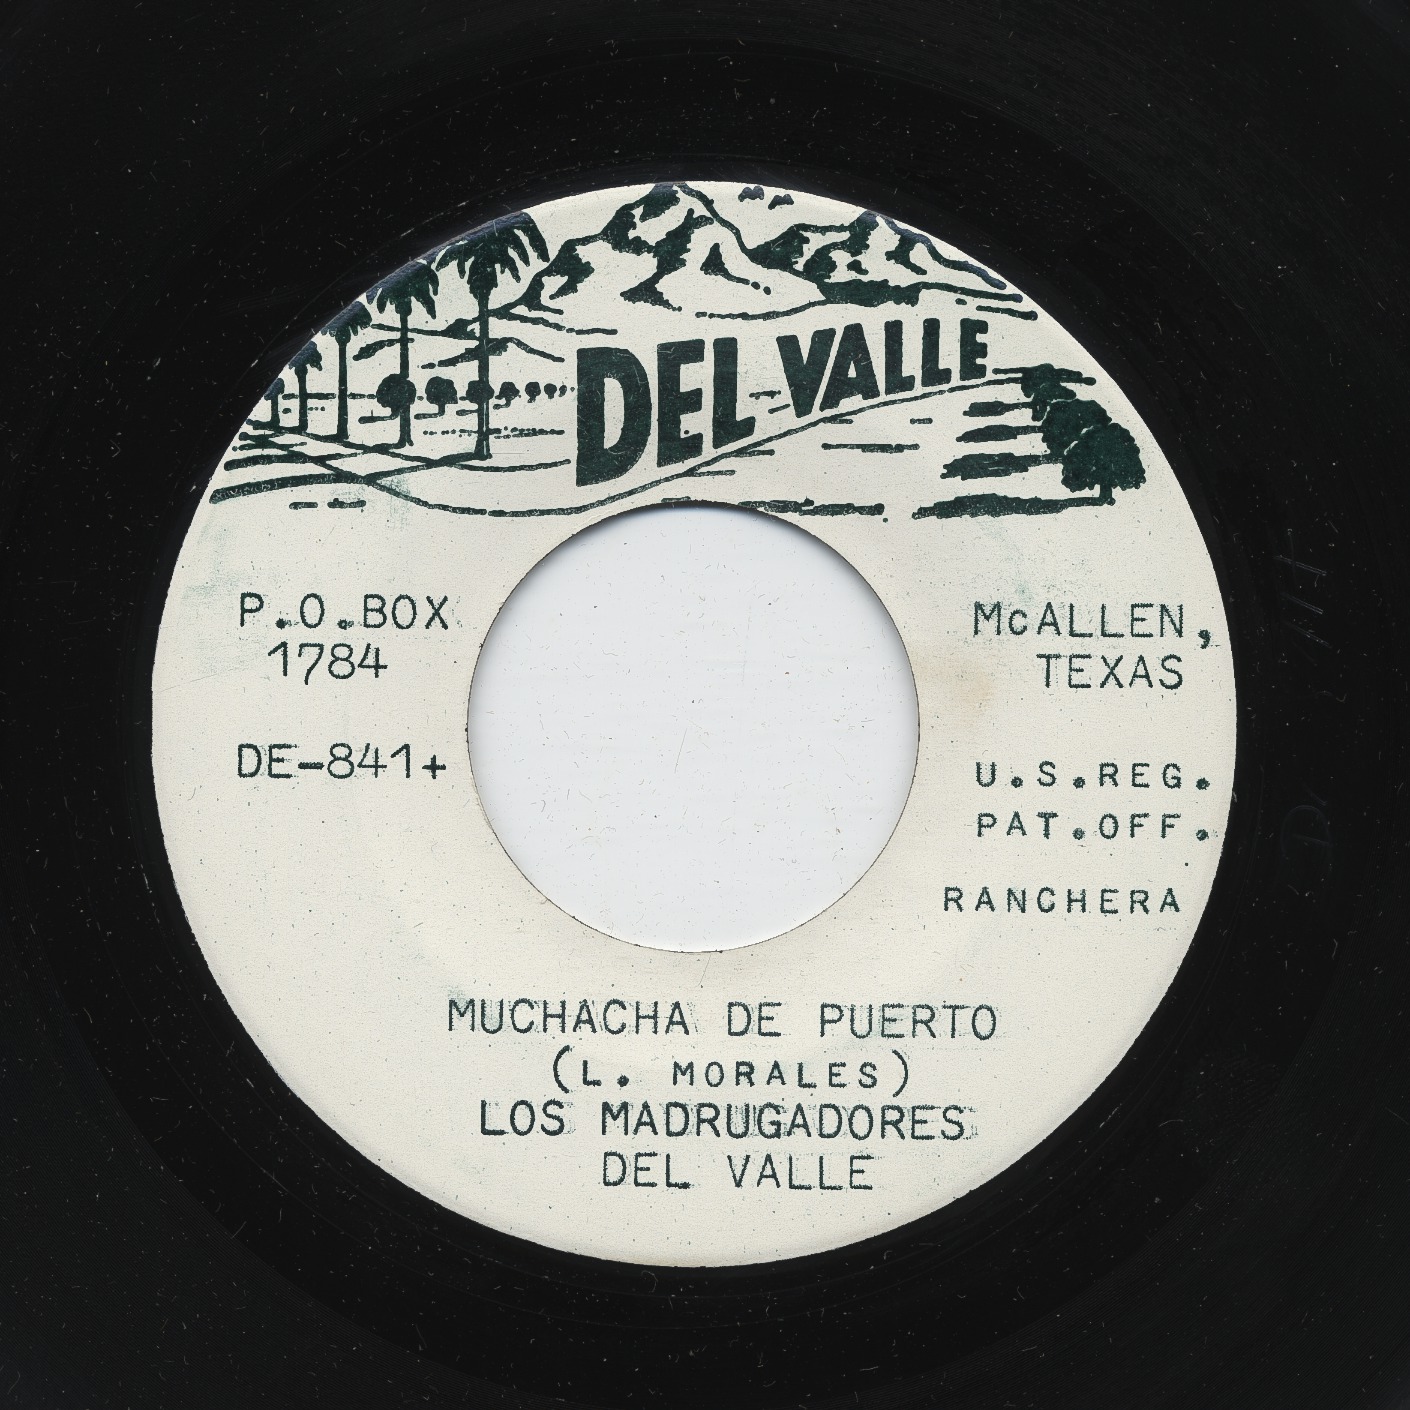 DEL VALLE
P.O.BOX
1784
McALLEN,
TEXAS
DE-841+
U.S.REG.
PAT.OFF.
RANCHERA
MUCHACHA DE PUERTO
(L. MORALES)
LOS MADRUGADORES
DEL VALLE